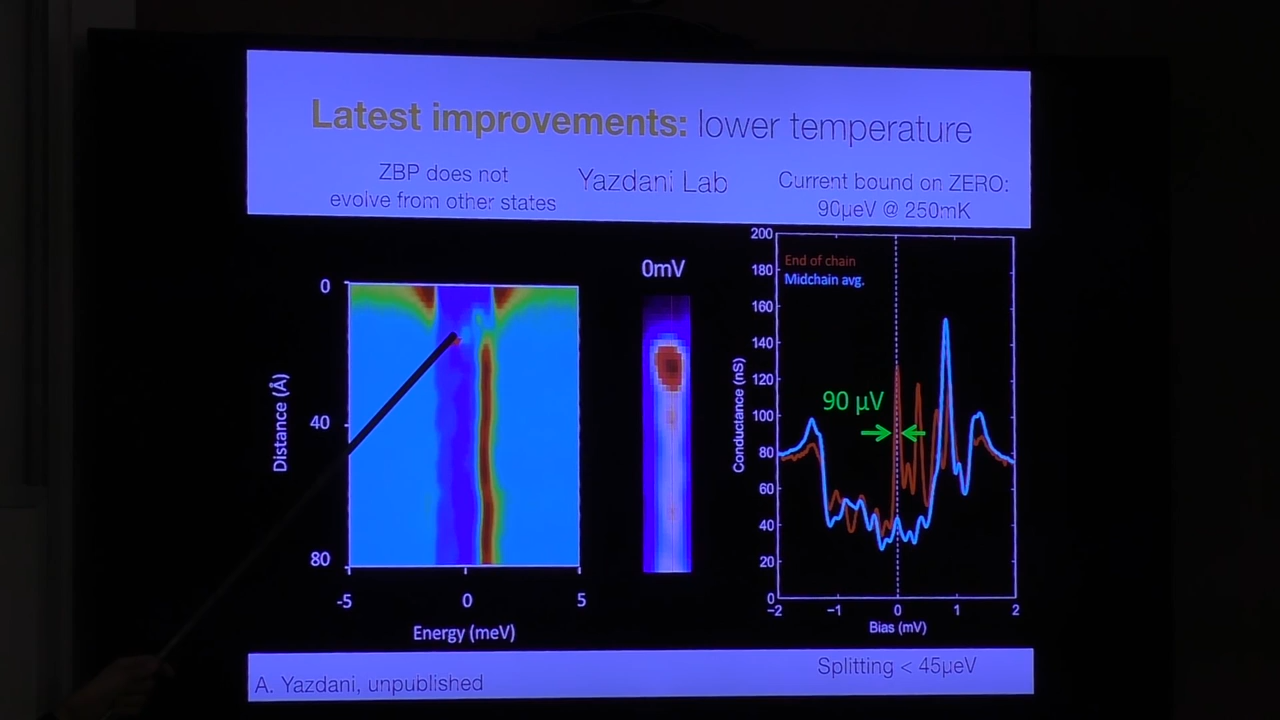 Latest improvements: lower temperature
ZBP does not
evolve from other states
Yazdani Lab
Current bound on ZERO:
90µeV @ 250mK
0
40
80
Distance (Å)
-5
0
5
Energy (meV)
0mV
200
180
160
140
120
100
80
60
40
20
0
Conductance (nS)
End of chain
Midchain avg.
90 µV
−2
−1
0
1
2
Bias (mV)
Splitting < 45µeV
A. Yazdani, unpublished